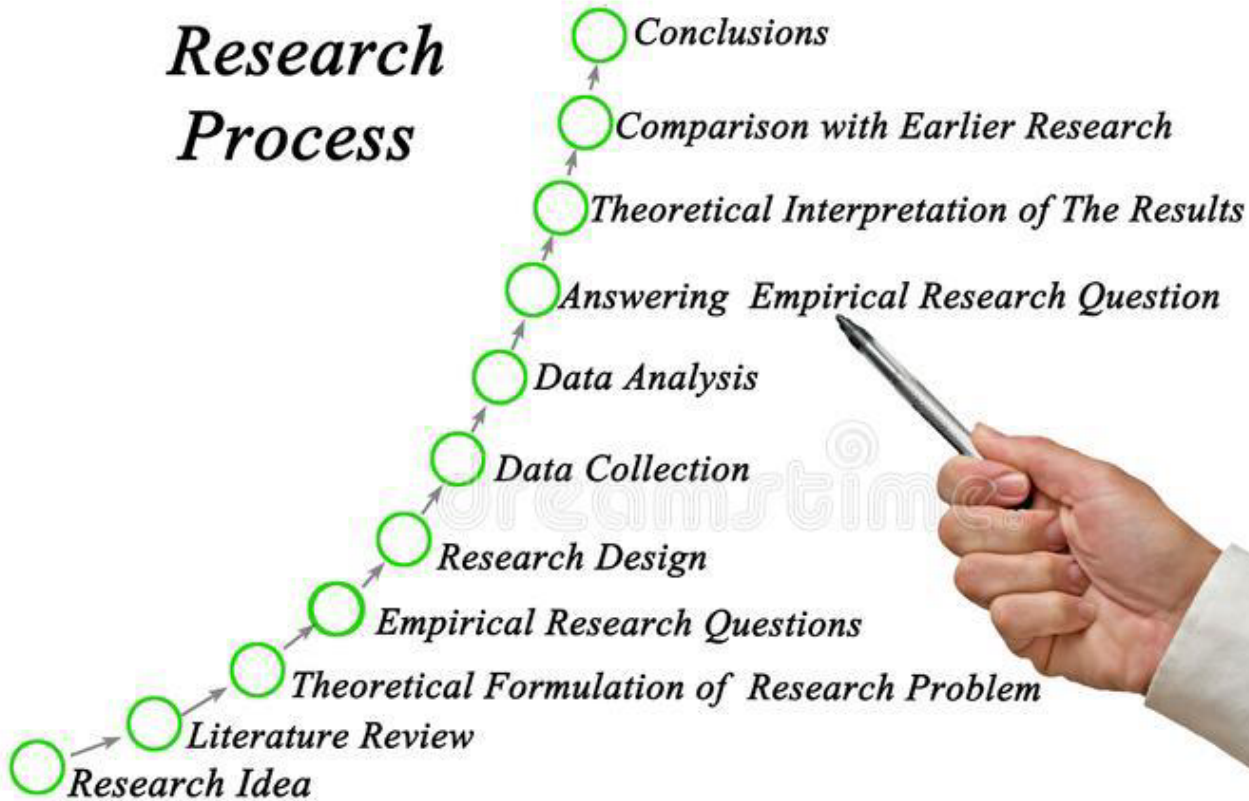 Research
Process
Conclusions
Comparison with Earlier Research
Theoretical Interpretation of The Results
Answering Empirical Research Question
Data Analysis
Data Collection
dreamstime
Research Design
Empirical Research Questions
Theoretical Formulation of Research Problem
Literature Review
Research Idea